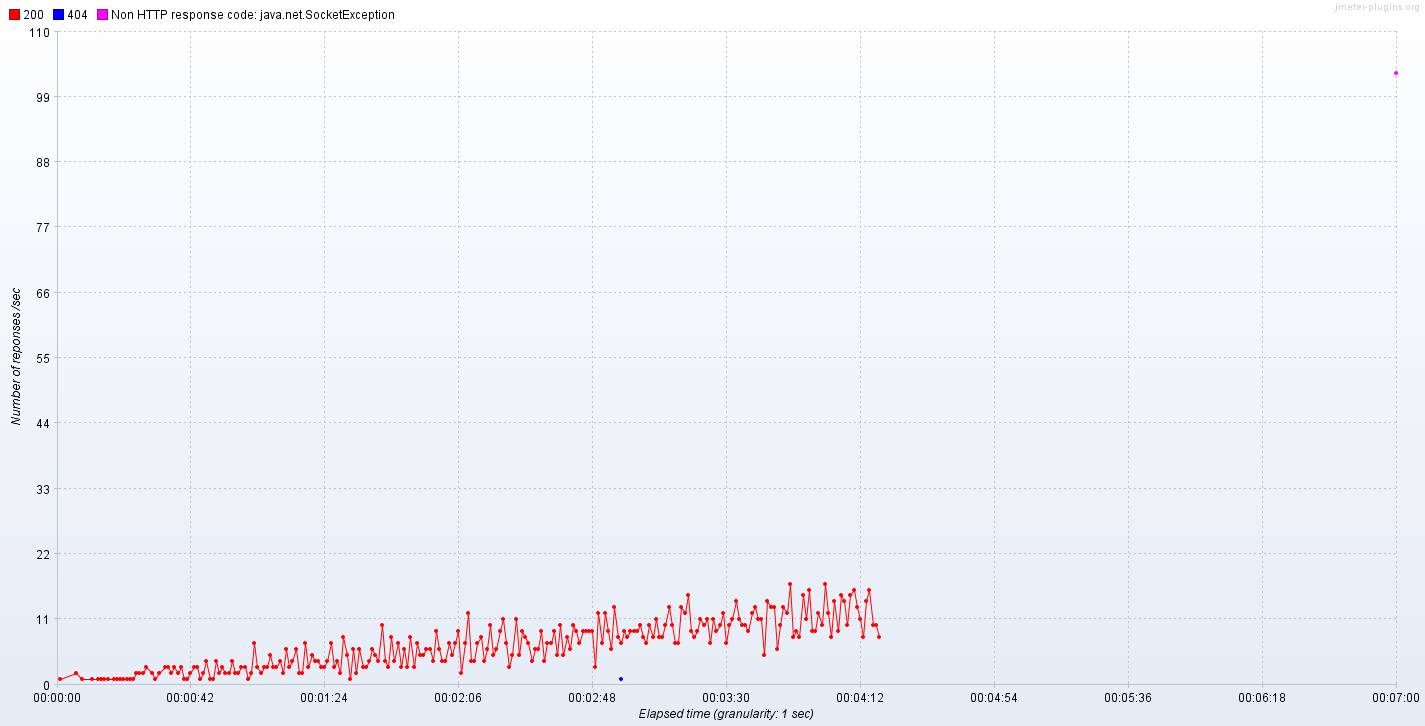 200 404 Non HTTP response code: java.net.SocketException
jmeter-plugins.org
110
99
88
77
66
55
44
33
22
11
0
Number of reponses /sec
00:00:00 00:00:42 00:01:24 00:02:06 00:02:48 00:03:30 00:04:12 00:04:54 00:05:36 00:06:18 00:07:00
Elapsed time (granularity: 1 sec)